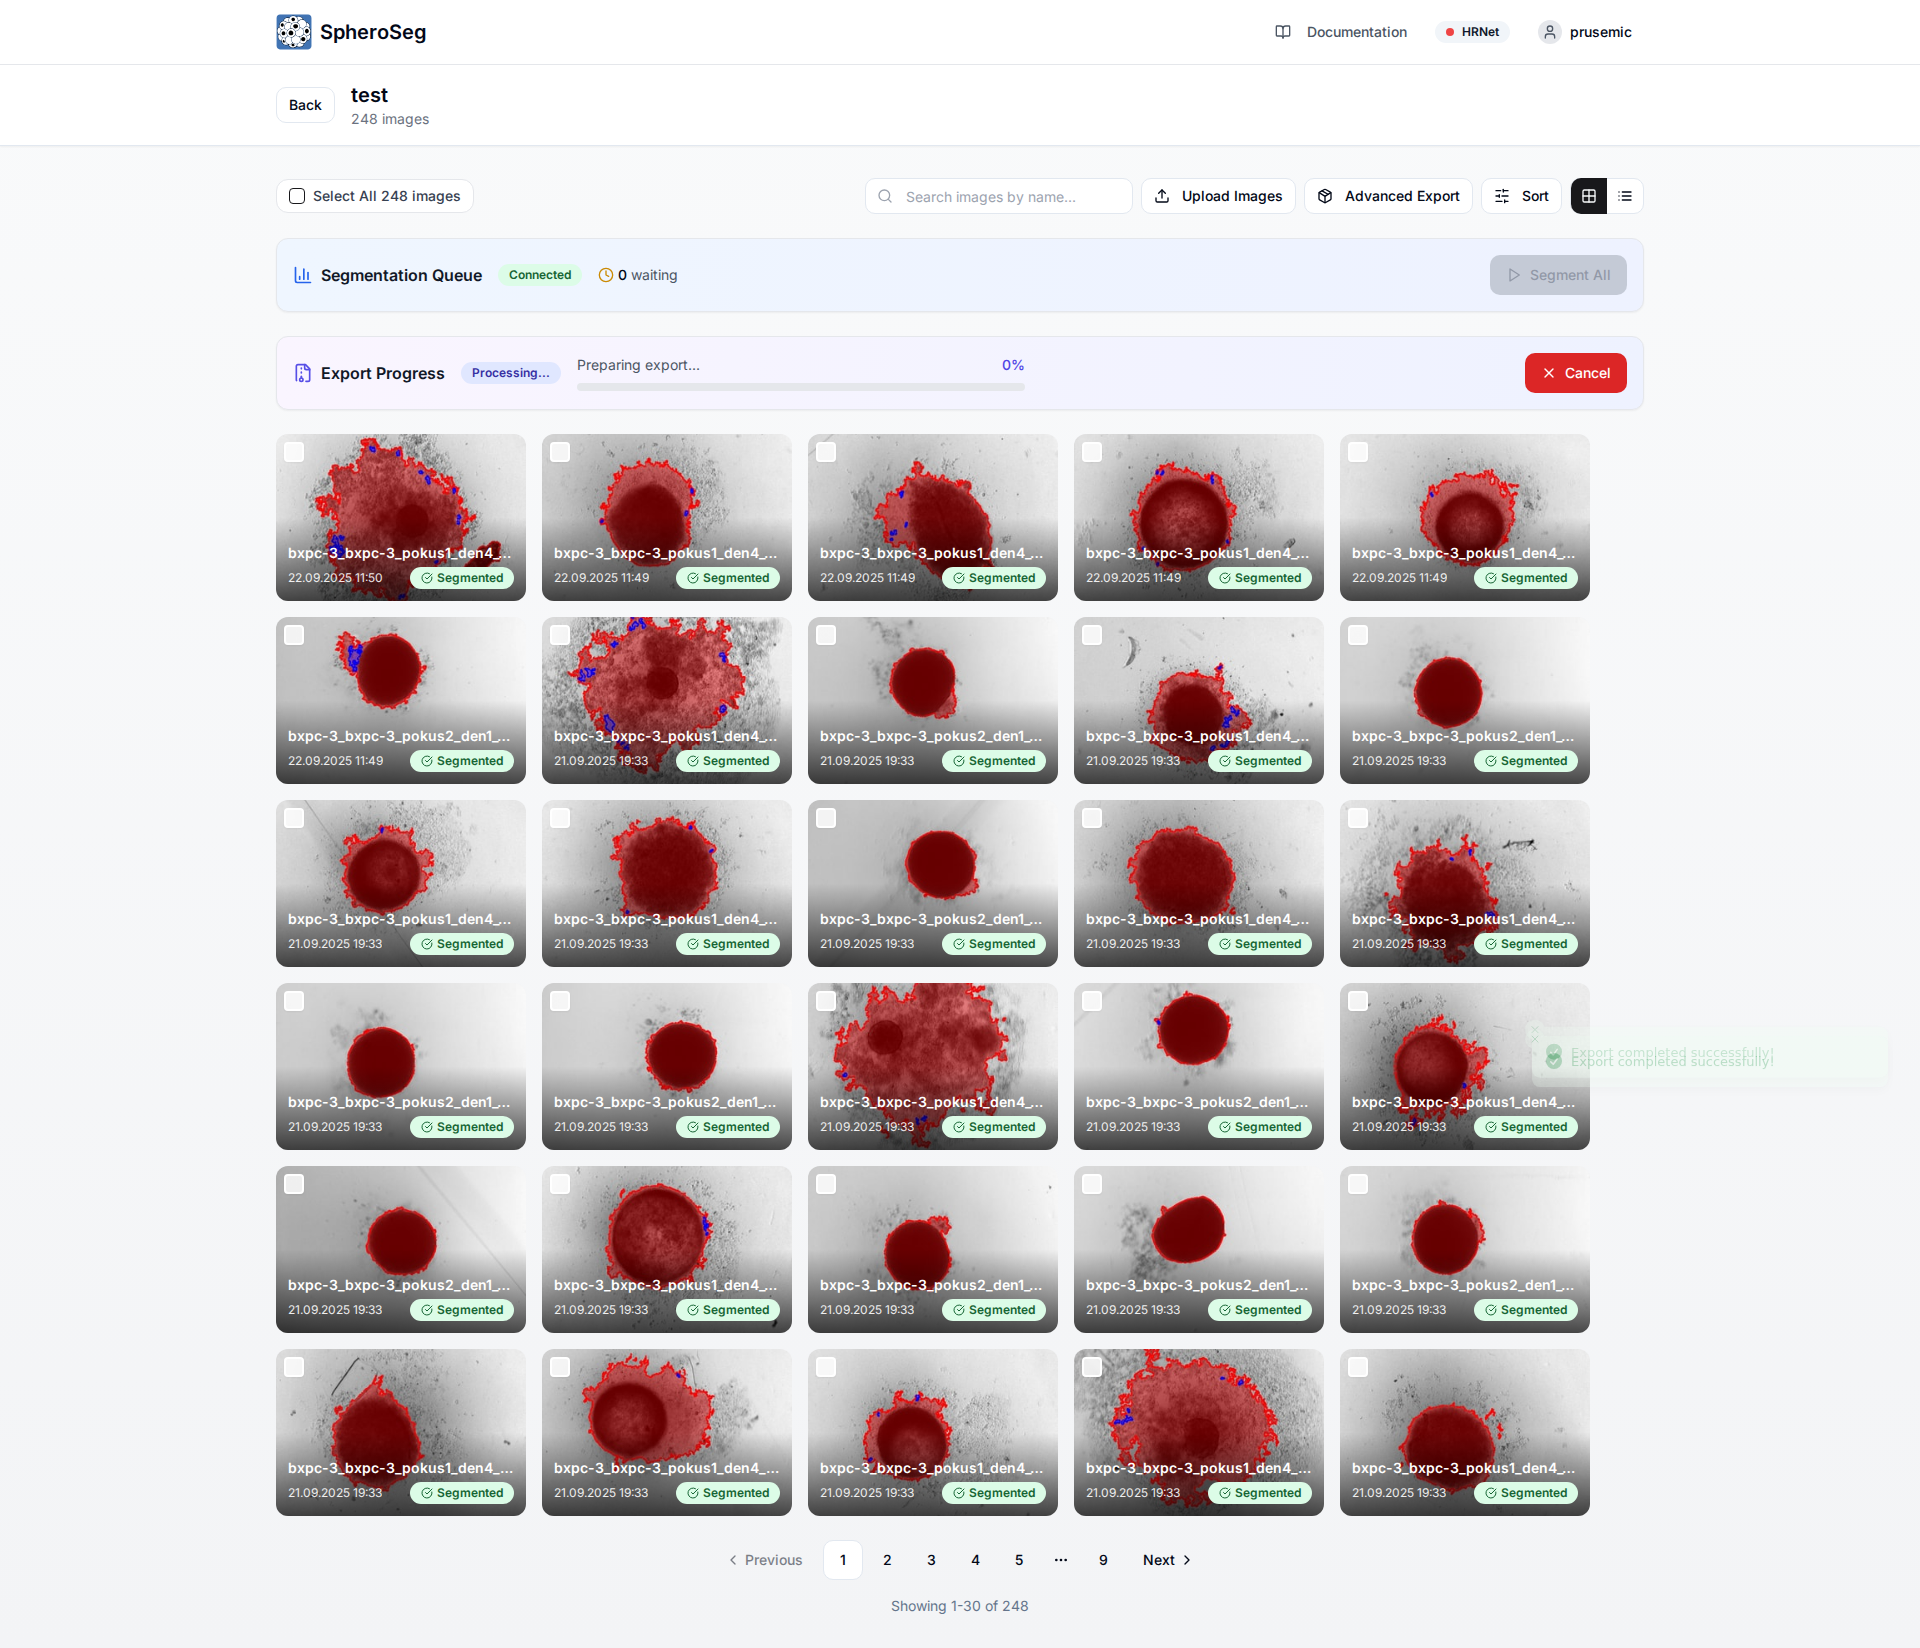 SpheroSeg
Documentation
HRNet
prusemic
Back
test
248 images
Select All 248 images
Search images by name...
Upload Images
Advanced Export
Sort
Segmentation Queue
Connected
0 waiting
Segment All
Export Progress
Processing...
Preparing export...
0%
Cancel
bxpc-3_bxpc-3_pokus1_den4_...
22.09.2025 11:50
Segmented
bxpc-3_bxpc-3_pokus1_den4_...
22.09.2025 11:49
Segmented
bxpc-3_bxpc-3_pokus1_den4_...
22.09.2025 11:49
Segmented
bxpc-3_bxpc-3_pokus1_den4_...
22.09.2025 11:49
Segmented
bxpc-3_bxpc-3_pokus1_den4_...
22.09.2025 11:49
Segmented
bxpc-3_bxpc-3_pokus2_den1_...
22.09.2025 11:49
Segmented
bxpc-3_bxpc-3_pokus1_den4_...
21.09.2025 19:33
Segmented
bxpc-3_bxpc-3_pokus2_den1_...
21.09.2025 19:33
Segmented
bxpc-3_bxpc-3_pokus1_den4_...
21.09.2025 19:33
Segmented
bxpc-3_bxpc-3_pokus2_den1_...
21.09.2025 19:33
Segmented
bxpc-3_bxpc-3_pokus1_den4_...
21.09.2025 19:33
Segmented
bxpc-3_bxpc-3_pokus1_den4_...
21.09.2025 19:33
Segmented
bxpc-3_bxpc-3_pokus2_den1_...
21.09.2025 19:33
Segmented
bxpc-3_bxpc-3_pokus1_den4_...
21.09.2025 19:33
Segmented
bxpc-3_bxpc-3_pokus1_den4_...
21.09.2025 19:33
Segmented
bxpc-3_bxpc-3_pokus2_den1_...
21.09.2025 19:33
Segmented
bxpc-3_bxpc-3_pokus2_den1_...
21.09.2025 19:33
Segmented
bxpc-3_bxpc-3_pokus1_den4_...
21.09.2025 19:33
Segmented
bxpc-3_bxpc-3_pokus2_den1_...
21.09.2025 19:33
Segmented
bxpc-3_bxpc-3_pokus1_den4_...
21.09.2025 19:33
Segmented
Export completed successfully!
Export completed successfully!
bxpc-3_bxpc-3_pokus2_den1_...
21.09.2025 19:33
Segmented
bxpc-3_bxpc-3_pokus1_den4_...
21.09.2025 19:33
Segmented
bxpc-3_bxpc-3_pokus2_den1_...
21.09.2025 19:33
Segmented
bxpc-3_bxpc-3_pokus2_den1_...
21.09.2025 19:33
Segmented
bxpc-3_bxpc-3_pokus2_den1_...
21.09.2025 19:33
Segmented
bxpc-3_bxpc-3_pokus1_den4_...
21.09.2025 19:33
Segmented
bxpc-3_bxpc-3_pokus1_den4_...
21.09.2025 19:33
Segmented
bxpc-3_bxpc-3_pokus1_den4_...
21.09.2025 19:33
Segmented
bxpc-3_bxpc-3_pokus1_den4_...
21.09.2025 19:33
Segmented
bxpc-3_bxpc-3_pokus1_den4_...
21.09.2025 19:33
Segmented
Previous 1 2 3 4 5 ... 9 Next
Showing 1-30 of 248